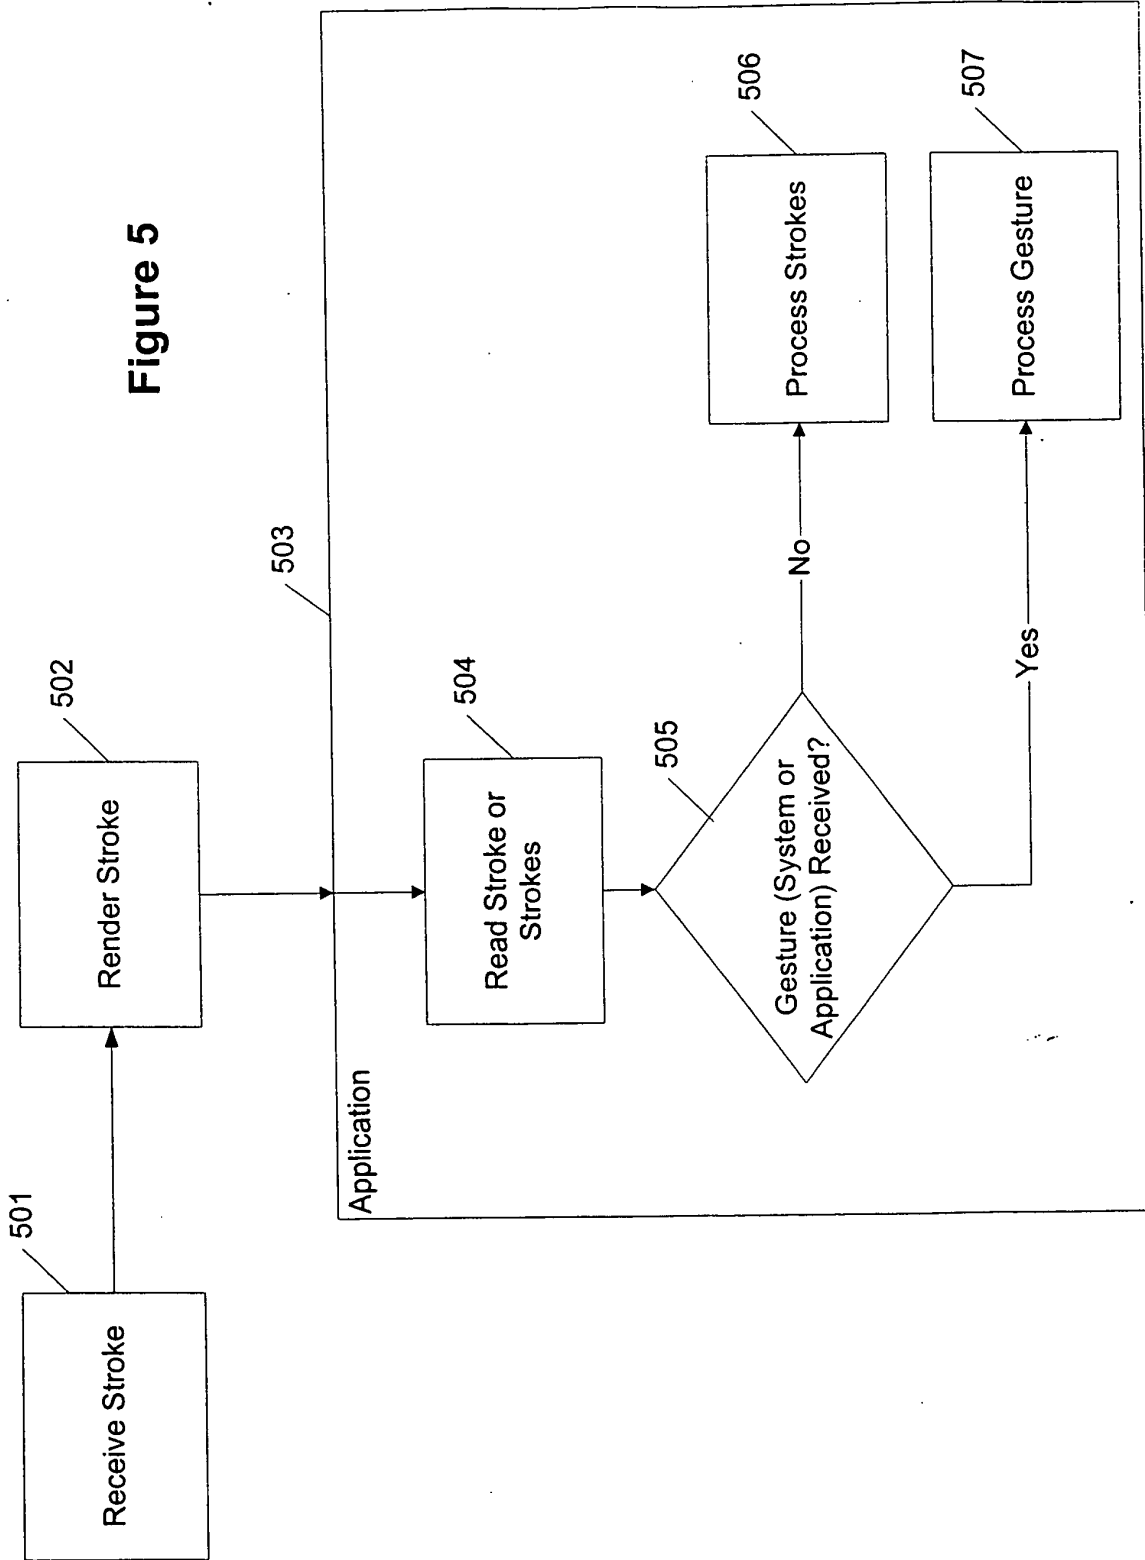 Figure 5
501
Receive Stroke
502
Render Stroke
503
Application
504
Read Stroke or
Strokes
505
Gesture (System or
Application) Received?
No
506
Process Strokes
Yes
507
Process Gesture